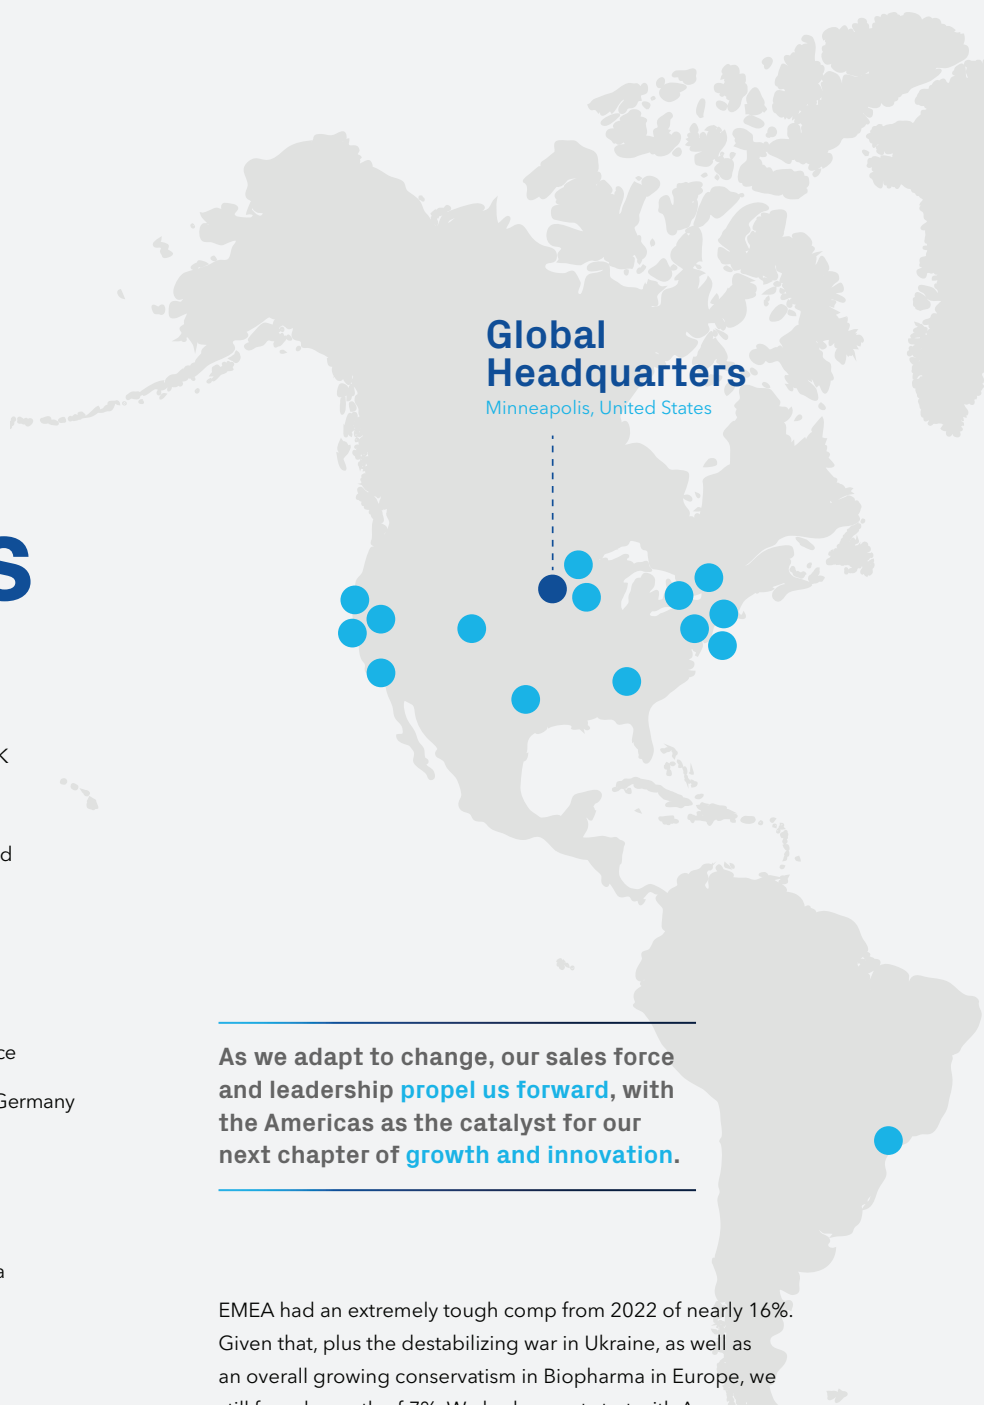 Global
Headquarters
Minneapolis, United States
s
K
d
ce
Germany
a
As we adapt to change, our sales force
and leadership propel us forward, with
the Americas as the catalyst for our
next chapter of growth and innovation.
EMEA had an extremely tough comp from 2022 of nearly 16%.
Given that, plus the destabilizing war in Ukraine, as well as
an overall growing conservatism in Biopharma in Europe, we